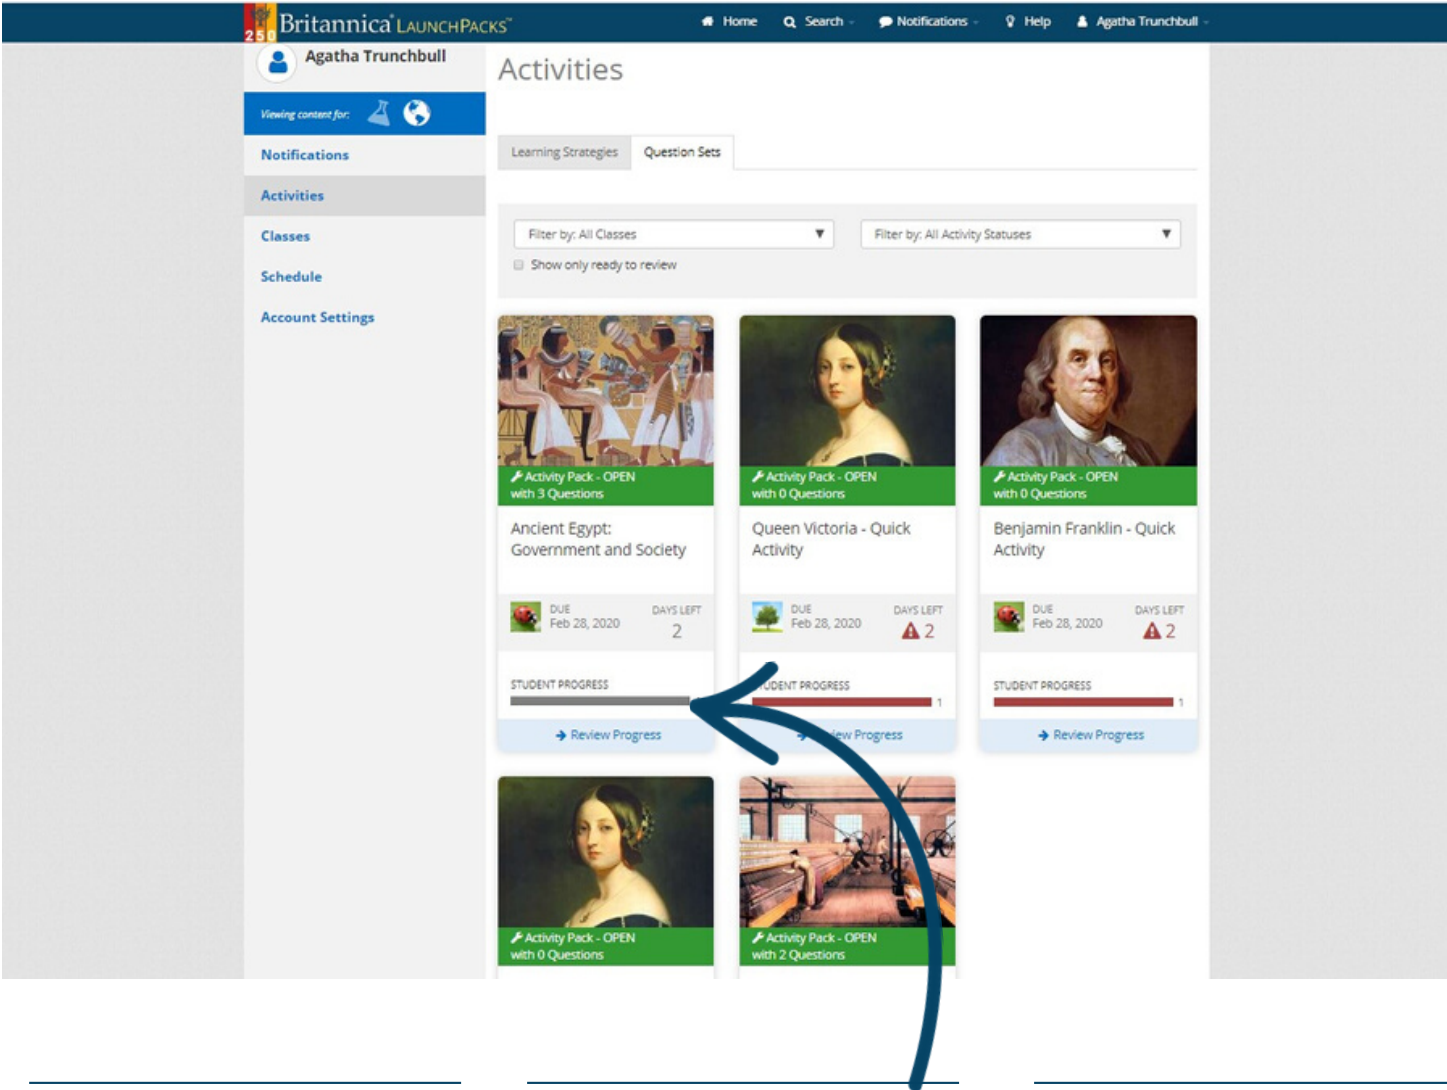 250
Britannica® LAUNCHPACKS™
Home
Search
Notifications
Help
Agatha Trunchbull
Agatha Trunchbull
Viewing content for:
Notifications
Activities
Classes
Schedule
Account Settings
Activities
Learning Strategies
Question Sets
Filter by: All Classes
Filter by: All Activity Statuses
Show only ready to review
Activity Pack - OPEN
with 3 Questions
Ancient Egypt:
Government and Society
DUE
Feb 28, 2020
DAYS LEFT
2
STUDENT PROGRESS
Review Progress
Activity Pack - OPEN
with 0 Questions
Queen Victoria - Quick
Activity
DUE
Feb 28, 2020
DAYS LEFT
2
PROGRESS
1
Progress
Activity Pack - OPEN
with 0 Questions
Benjamin Franklin - Quick
Activity
DUE
Feb 28, 2020
DAYS LEFT
2
STUDENT PROGRESS
1
Review Progress
Activity Pack - OPEN
with 0 Questions
Activity Pack - OPEN
with 2 Questions